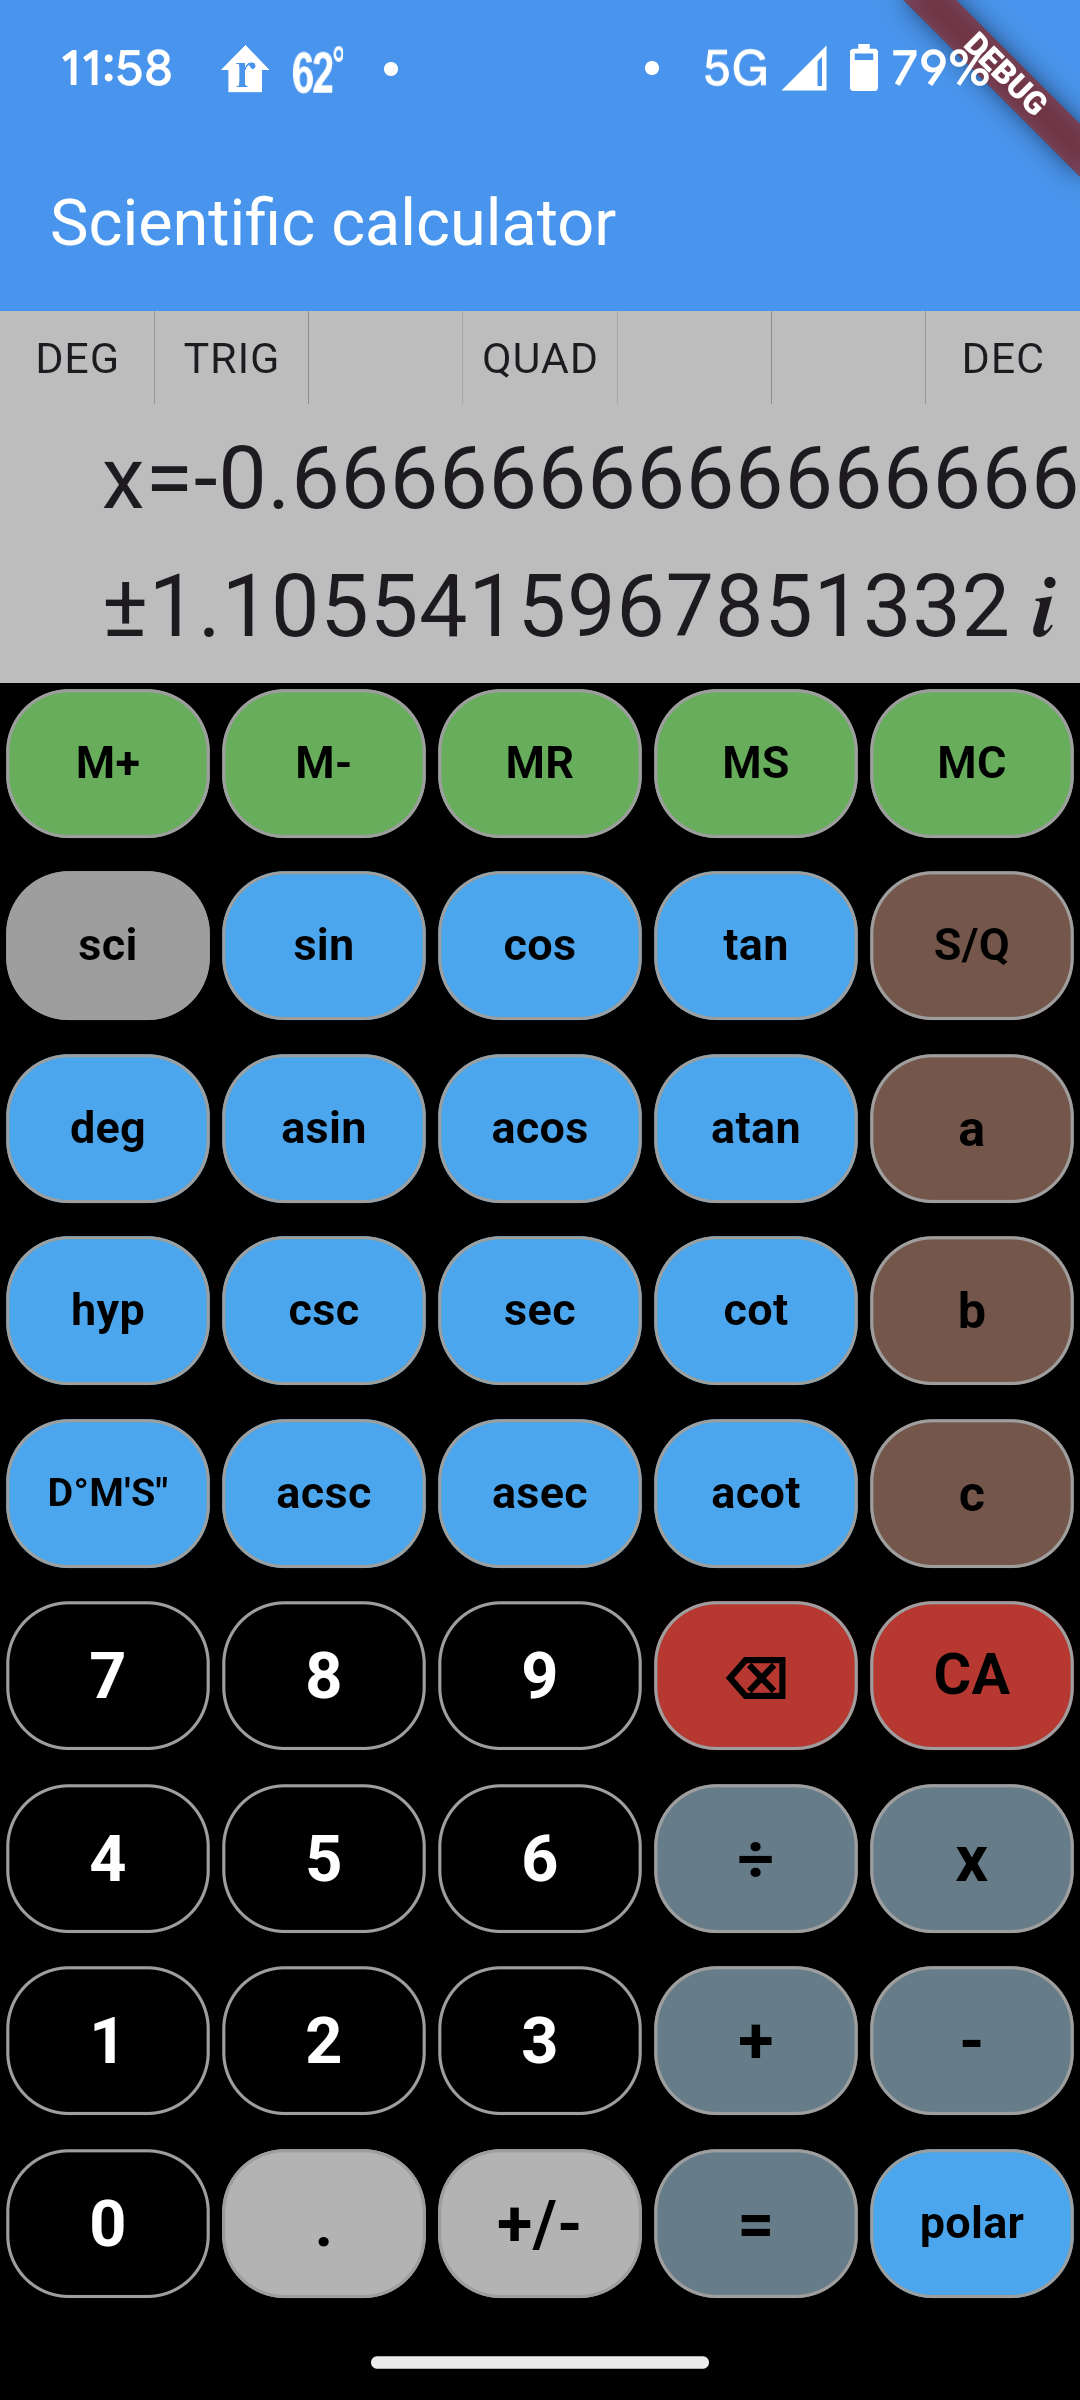 11:58 r 62° 5G 79%
DEBUG
Scientific calculator
DEG TRIG QUAD DEC
x=-0.6666666666666666
±1.1055415967851332 i
M+ M- MR MS MC
sci sin cos tan S/Q
deg asin acos atan a
hyp csc sec cot b
D°M'S" acsc asec acot c
7 8 9 CA
4 5 6 ÷ x
1 2 3 + -
0 . +/- = polar